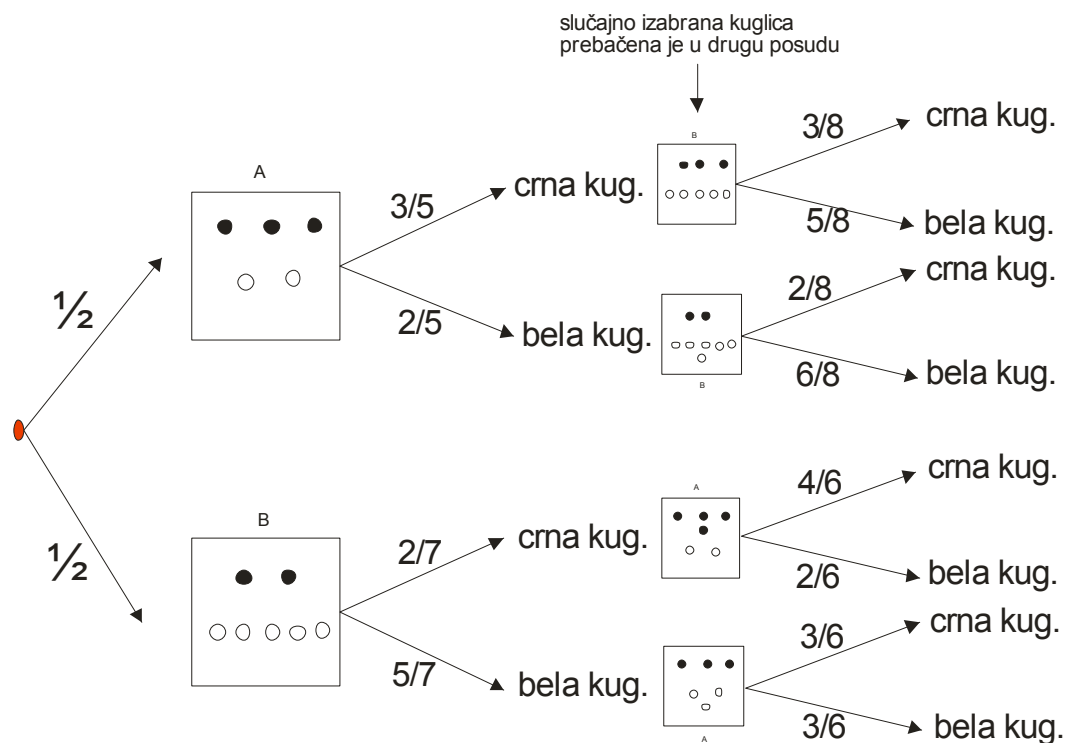 slučajno izabrana kuglica
prebačena je u drugu posudu
B
3/8
crna kug.
A
3/5
crna kug.
5/8
bela kug.
2/8
crna kug.
½
2/5
bela kug.
6/8
bela kug.
B
A
4/6
crna kug.
B
½
2/7
crna kug.
2/6
bela kug.
3/6
crna kug.
5/7
bela kug.
3/6
bela kug.
A